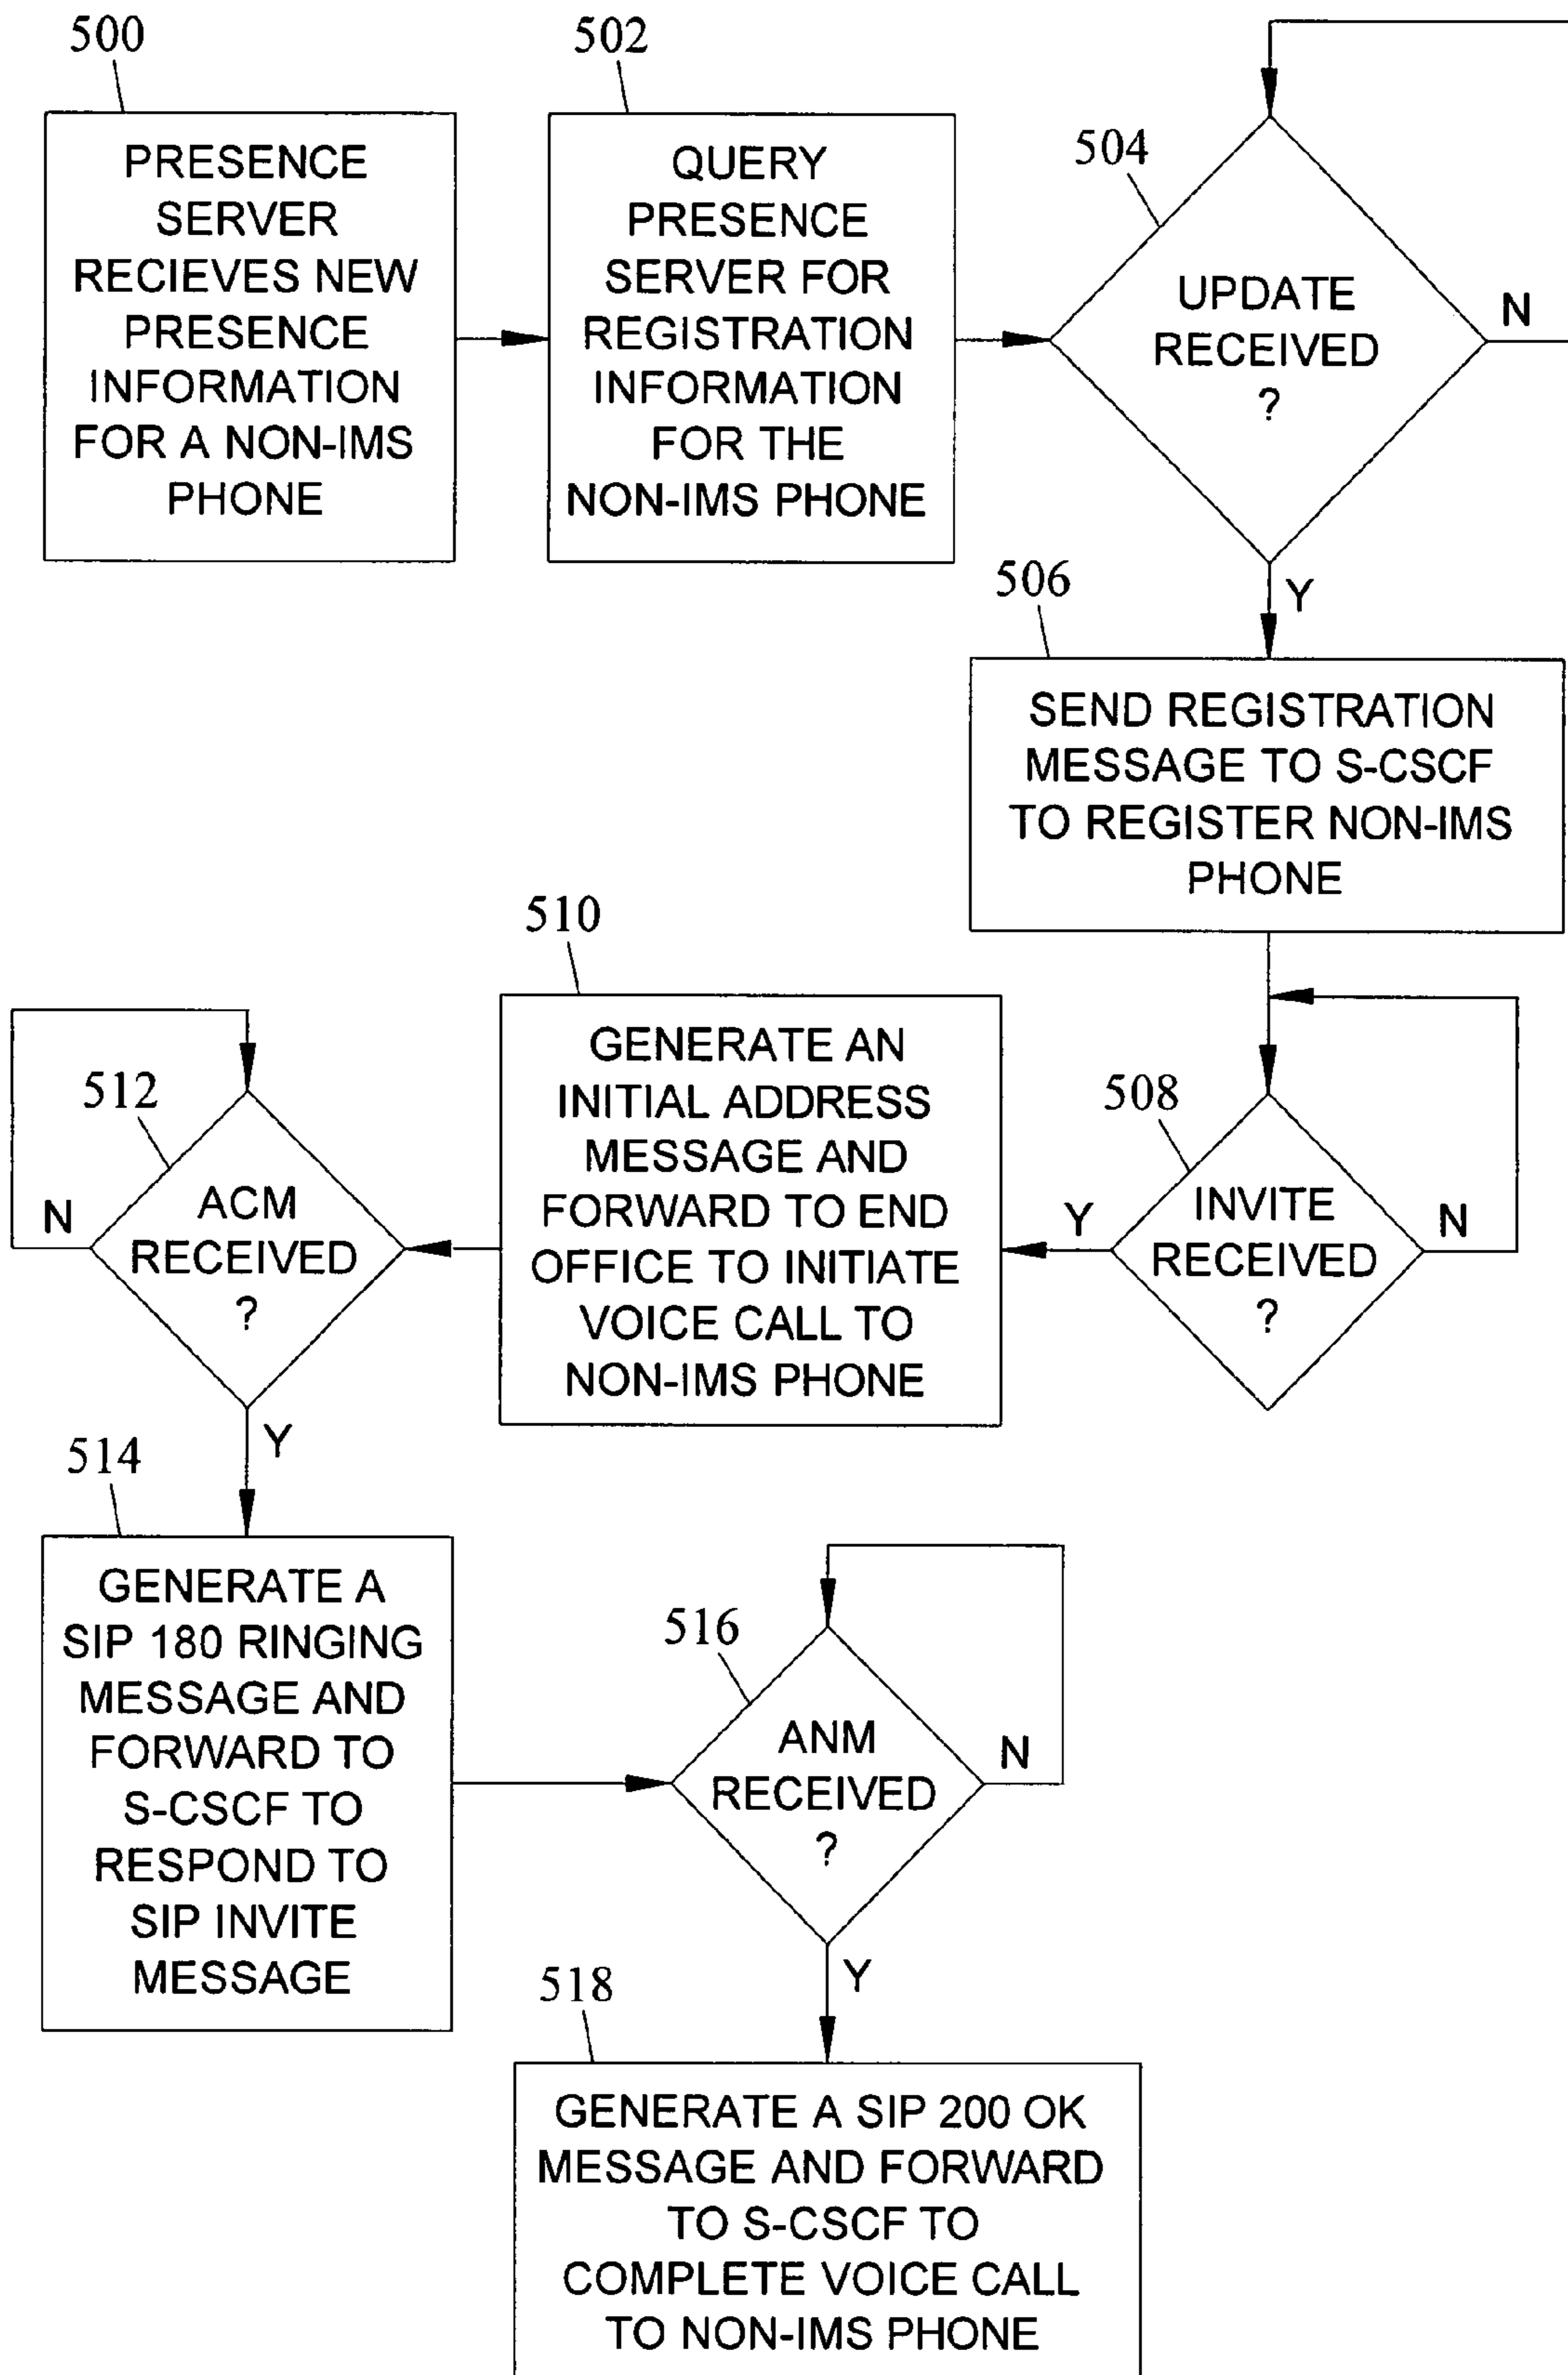 500
PRESENCE
SERVER
RECIEVES NEW
PRESENCE
INFORMATION
FOR A NON-IMS
PHONE
502
QUERY
PRESENCE
SERVER FOR
REGISTRATION
INFORMATION
FOR THE
NON-IMS PHONE
504
UPDATE
RECEIVED
?
N
Y
506
SEND REGISTRATION
MESSAGE TO S-CSCF
TO REGISTER NON-IMS
PHONE
508
INVITE
RECEIVED
?
N
Y
510
GENERATE AN
INITIAL ADDRESS
MESSAGE AND
FORWARD TO END
OFFICE TO INITIATE
VOICE CALL TO
NON-IMS PHONE
512
ACM
RECEIVED
?
N
Y
514
GENERATE A
SIP 180 RINGING
MESSAGE AND
FORWARD TO
S-CSCF TO
RESPOND TO
SIP INVITE
MESSAGE
516
ANM
RECEIVED
?
N
Y
518
GENERATE A SIP 200 OK
MESSAGE AND FORWARD
TO S-CSCF TO
COMPLETE VOICE CALL
TO NON-IMS PHONE